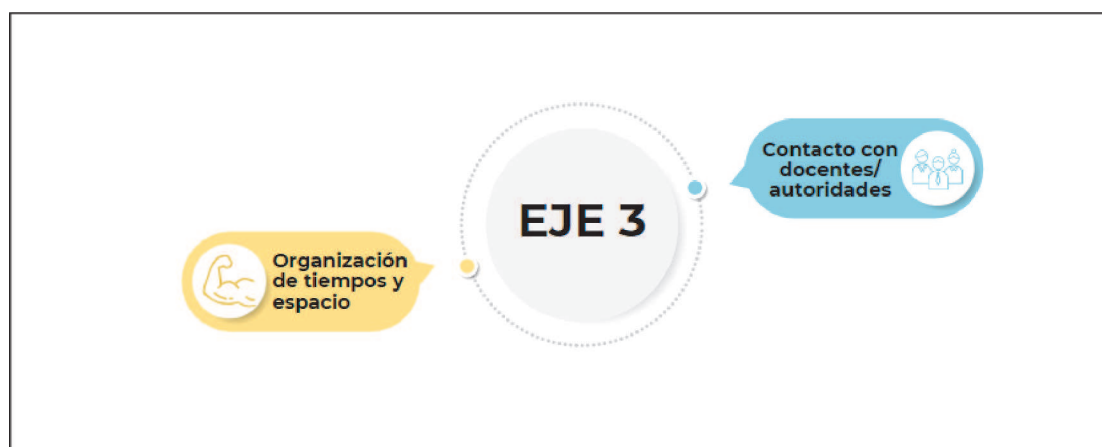 EJE 3
Contacto con
docentes/
autoridades
Organización
de tiempos y
espacio